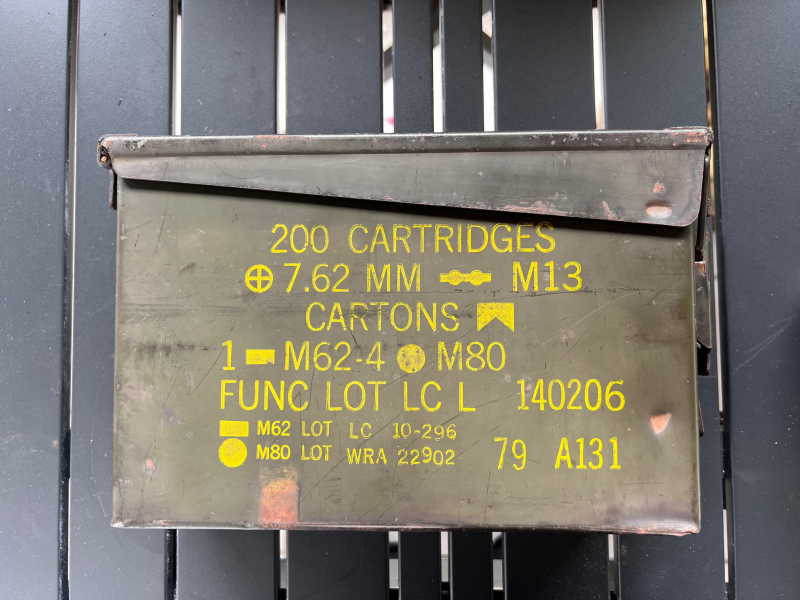 200 CARTRIDGES
7.62 MM M13
CARTONS
1 M62-4 M80
FUNC LOT LC L 140206
M62 LOT LC 10-296
M80 LOT WRA 22902 79 A131